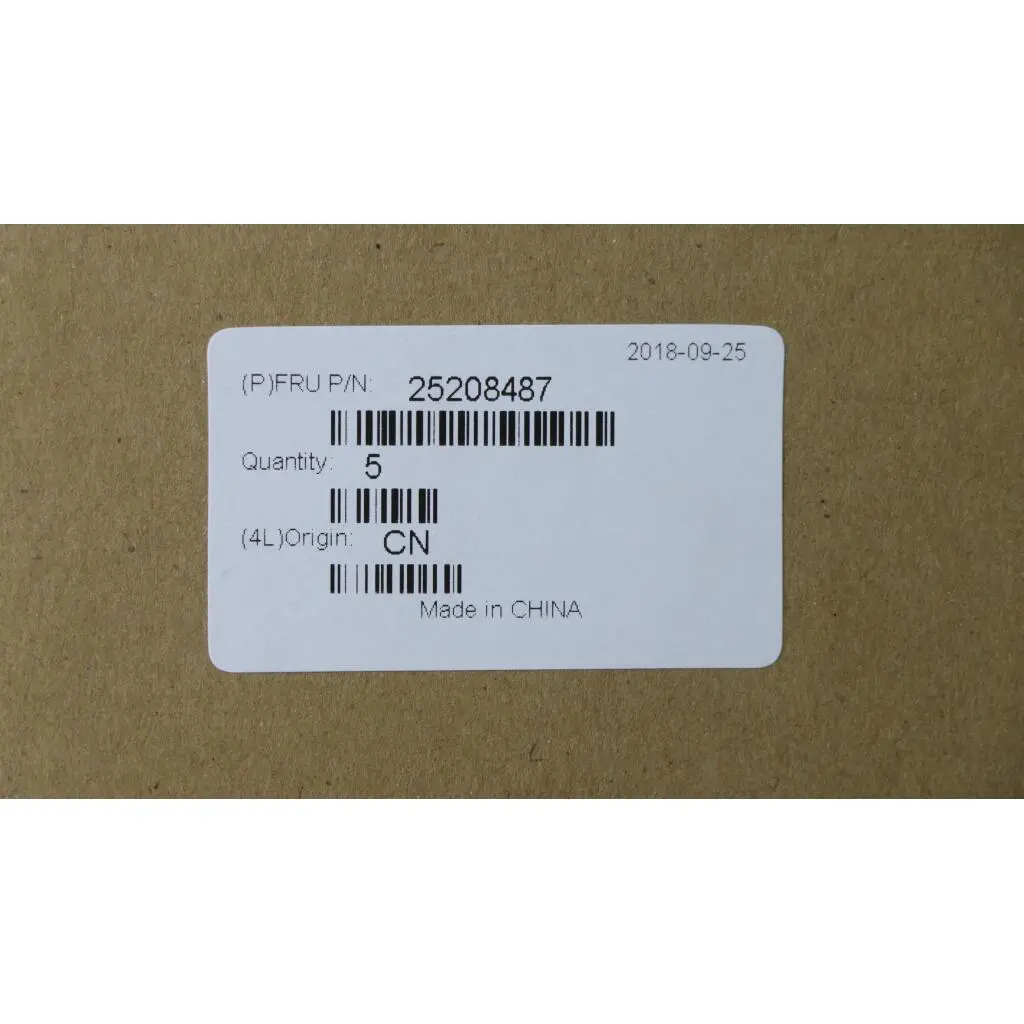 2018-09-25
(P)FRU P/N: 25208487
Quantity: 5
(4L)Origin: CN
Made in CHINA